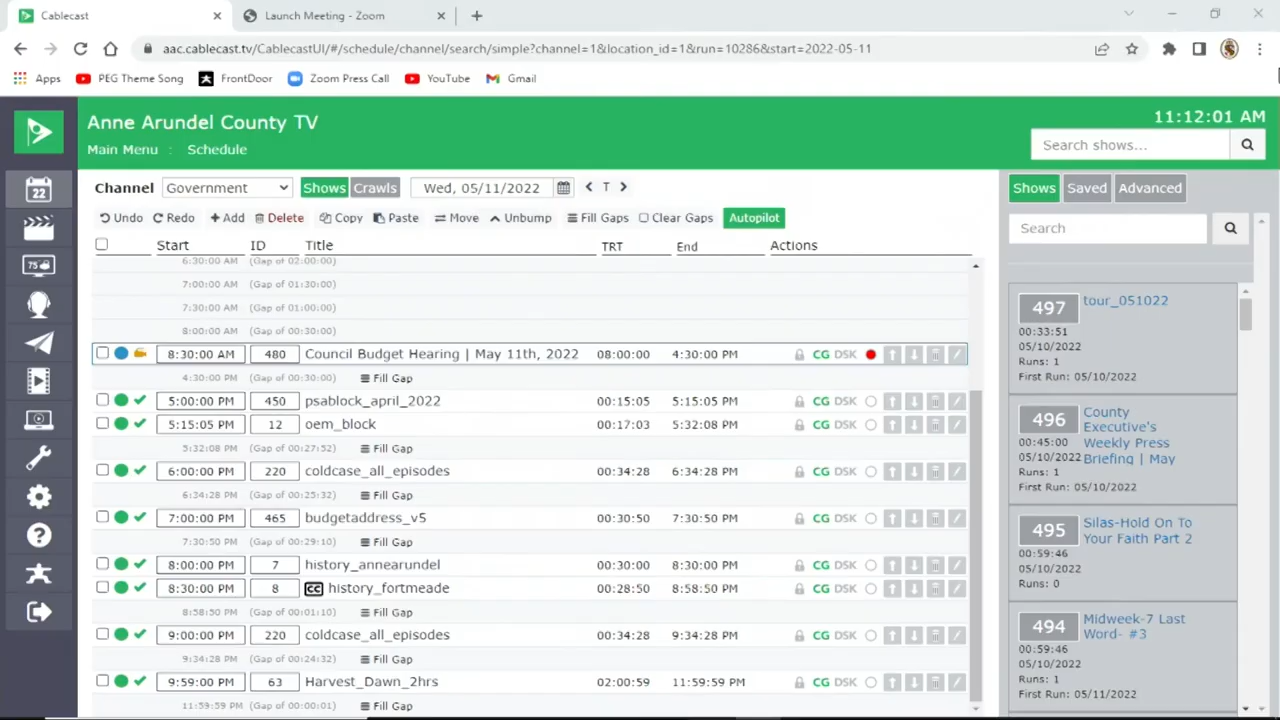 Cablecast
Launch Meeting - Zoom
aac.cablecast.tv/CablecastUI/#/schedule/channel/search/simple?channel=1&location_id=1&run=10286&start=2022-05-11
Apps PEG Theme Song FrontDoor Zoom Press Call YouTube Gmail
Anne Arundel County TV
11:12:01 AM
Main Menu : Schedule
Search shows...
22
75
Channel Government Shows Crawls Wed, 05/11/2022 T
Undo Redo Add Delete Copy Paste Move Unbump Fill Gaps Clear Gaps Autopilot
Start ID Title TRT End Actions
6:30:00 AM (Gap of 02:00:00)
7:00:00 AM (Gap of 01:30:00)
7:30:00 AM (Gap of 01:00:00)
8:00:00 AM (Gap of 00:30:00)
8:30:00 AM 480 Council Budget Hearing | May 11th, 2022 08:00:00 4:30:00 PM CG DSK
4:30:00 PM (Gap of 00:30:00) Fill Gap
5:00:00 PM 450 psablock_april_2022 00:15:05 5:15:05 PM CG DSK
5:15:05 PM 12 oem_block 00:17:03 5:32:08 PM CG DSK
5:32:08 PM (Gap of 00:27:52) Fill Gap
6:00:00 PM 220 coldcase_all_episodes 00:34:28 6:34:28 PM CG DSK
6:34:28 PM (Gap of 00:25:32) Fill Gap
7:00:00 PM 465 budgetaddress_v5 00:30:50 7:30:50 PM CG DSK
7:30:50 PM (Gap of 00:29:10) Fill Gap
8:00:00 PM 7 history_annearundel 00:30:00 8:30:00 PM CG DSK
8:30:00 PM 8 CC history_fortmeade 00:28:50 8:58:50 PM CG DSK
8:58:50 PM (Gap of 00:01:10) Fill Gap
9:00:00 PM 220 coldcase_all_episodes 00:34:28 9:34:28 PM CG DSK
9:34:28 PM (Gap of 00:24:32) Fill Gap
9:59:00 PM 63 Harvest_Dawn_2hrs 02:00:59 11:59:59 PM CG DSK
11:59:59 PM (Gap of 00:00:01) Fill Gap
Shows Saved Advanced
Search
497 tour_051022
00:33:51
05/10/2022
Runs: 1
First Run: 05/10/2022
496 County
Executive's
00:45:00 Weekly Press
05/10/2022 Briefing | May
Runs: 1
First Run: 05/10/2022
495 Silas-Hold On To
Your Faith Part 2
00:59:46
05/10/2022
Runs: 0
494 Midweek-7 Last
Word- #3
00:59:46
05/10/2022
Runs: 1
First Run: 05/11/2022